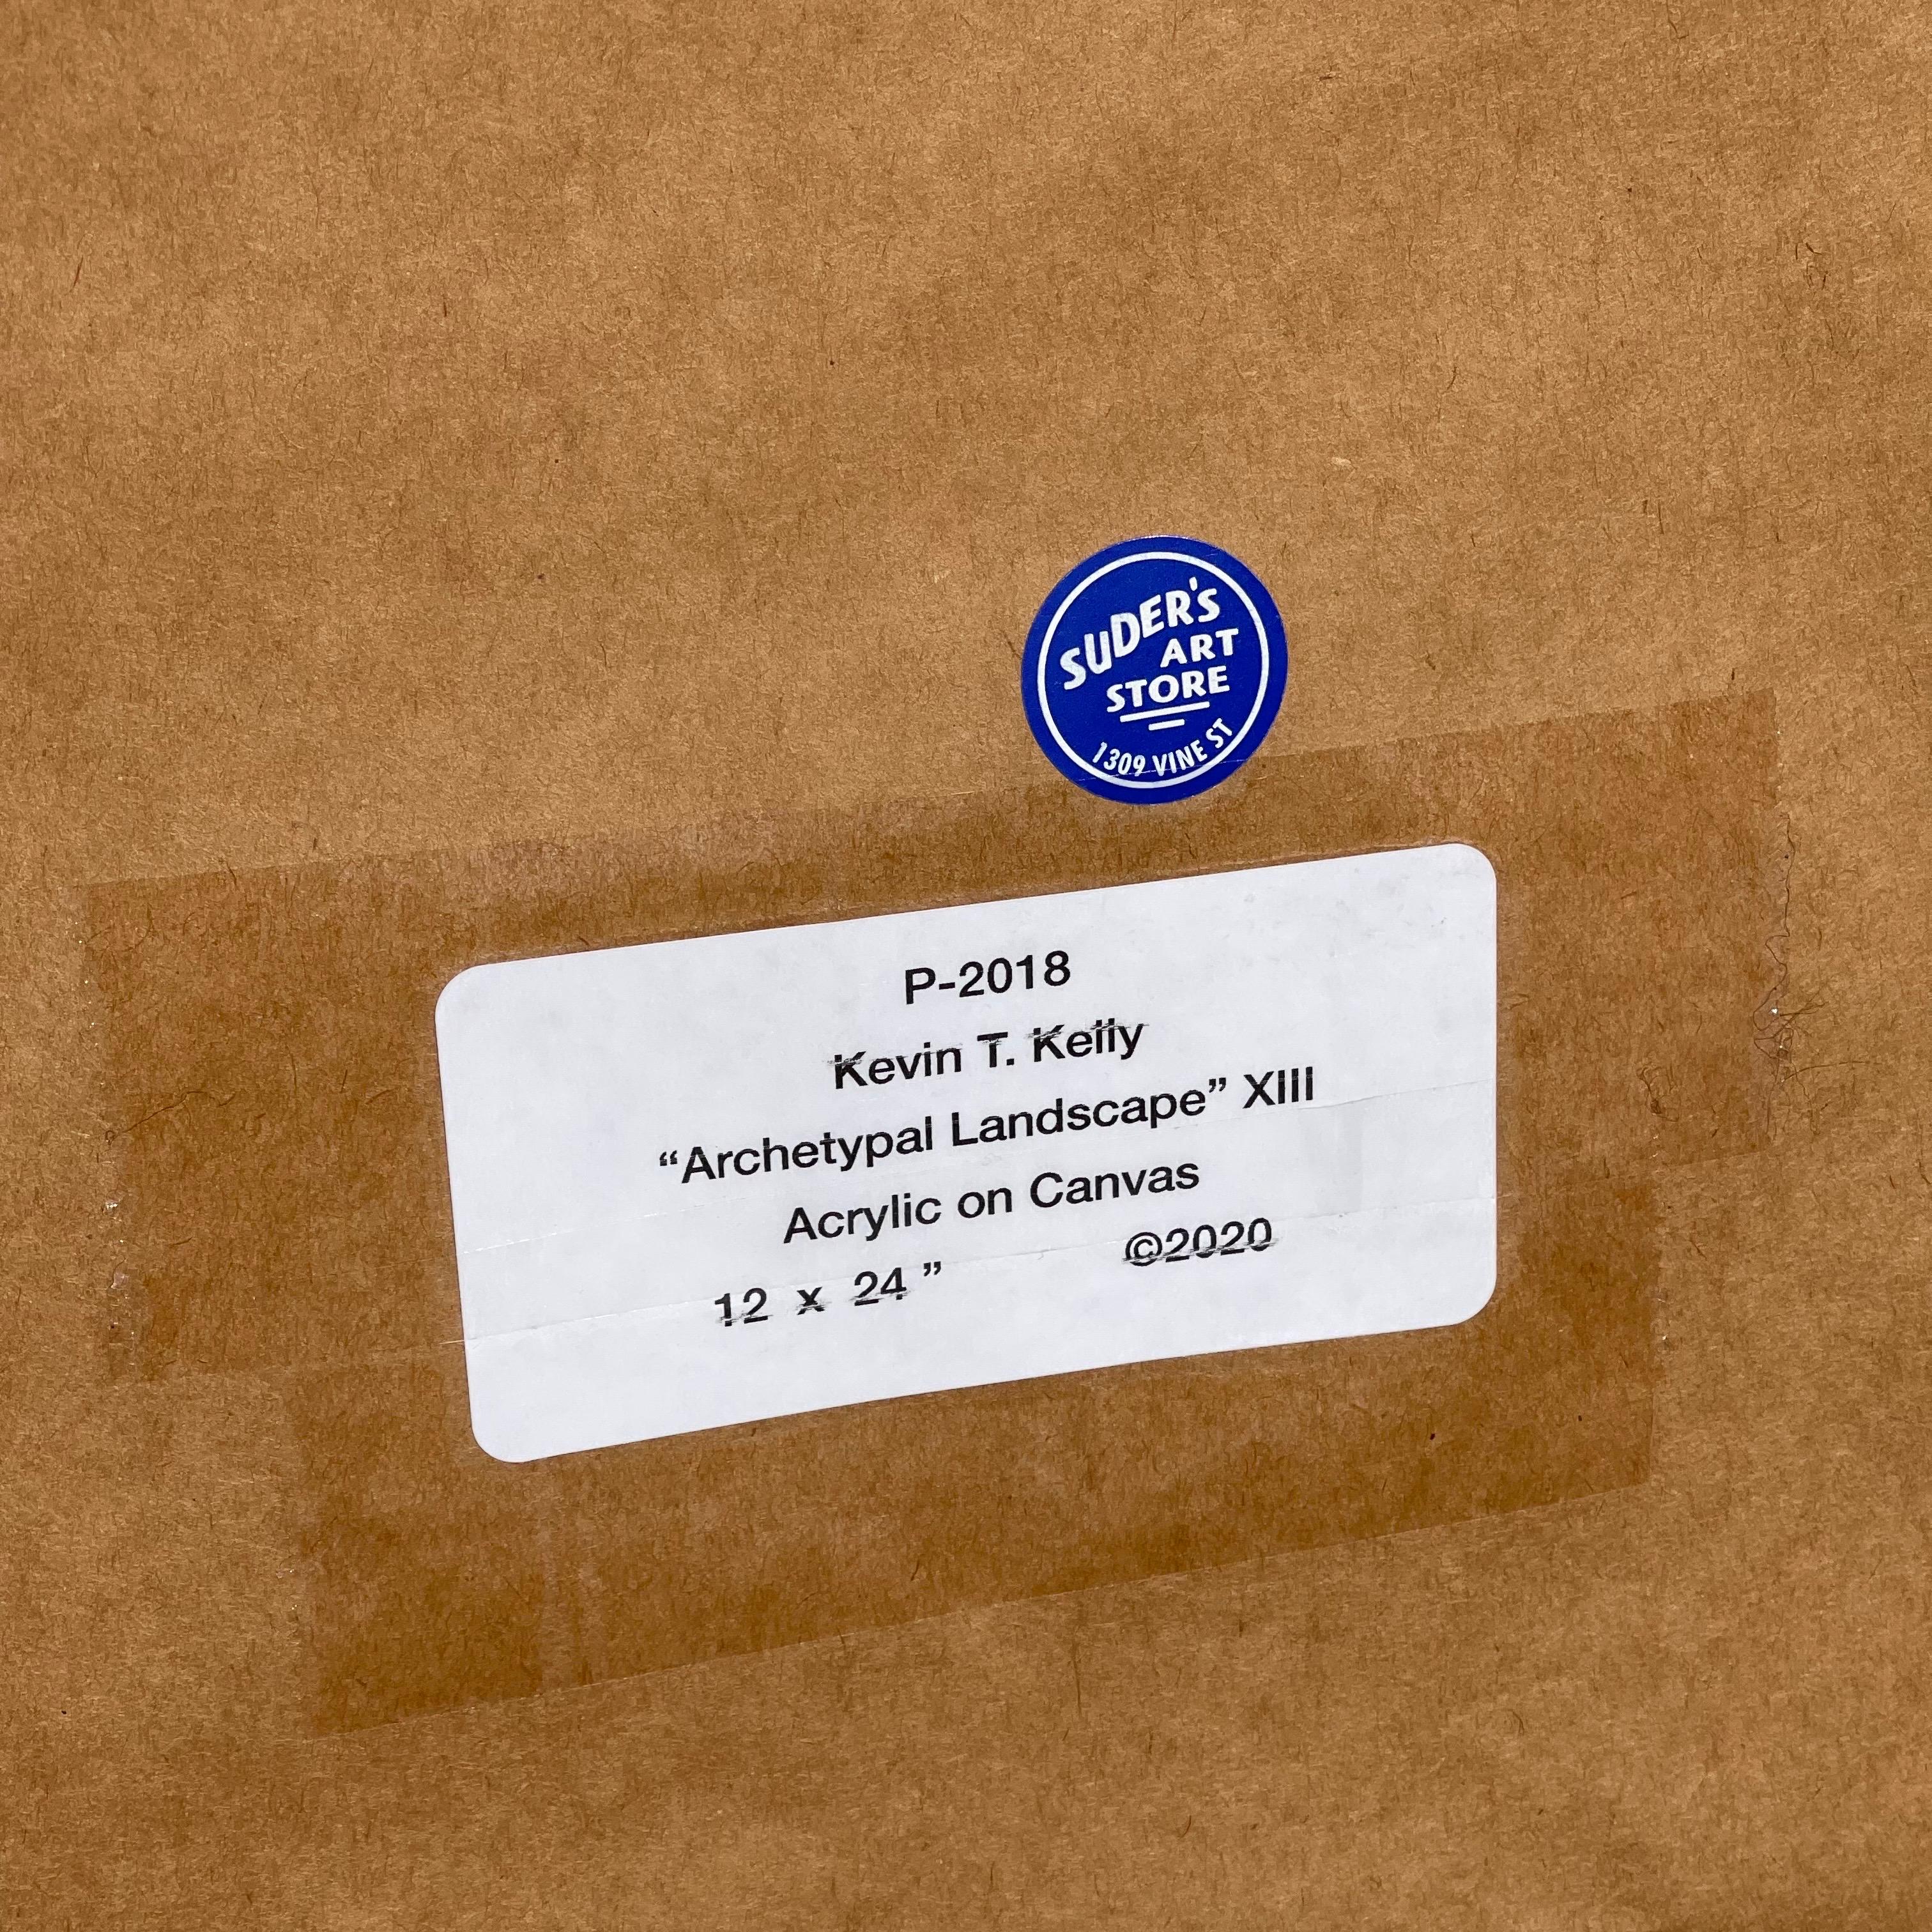 SUDER'S
ART
STORE
1309 VINE ST
P-2018
Kevin T. Kelly
“Archetypal Landscape” XIII
Acrylic on Canvas
12 x 24 ” ©2020